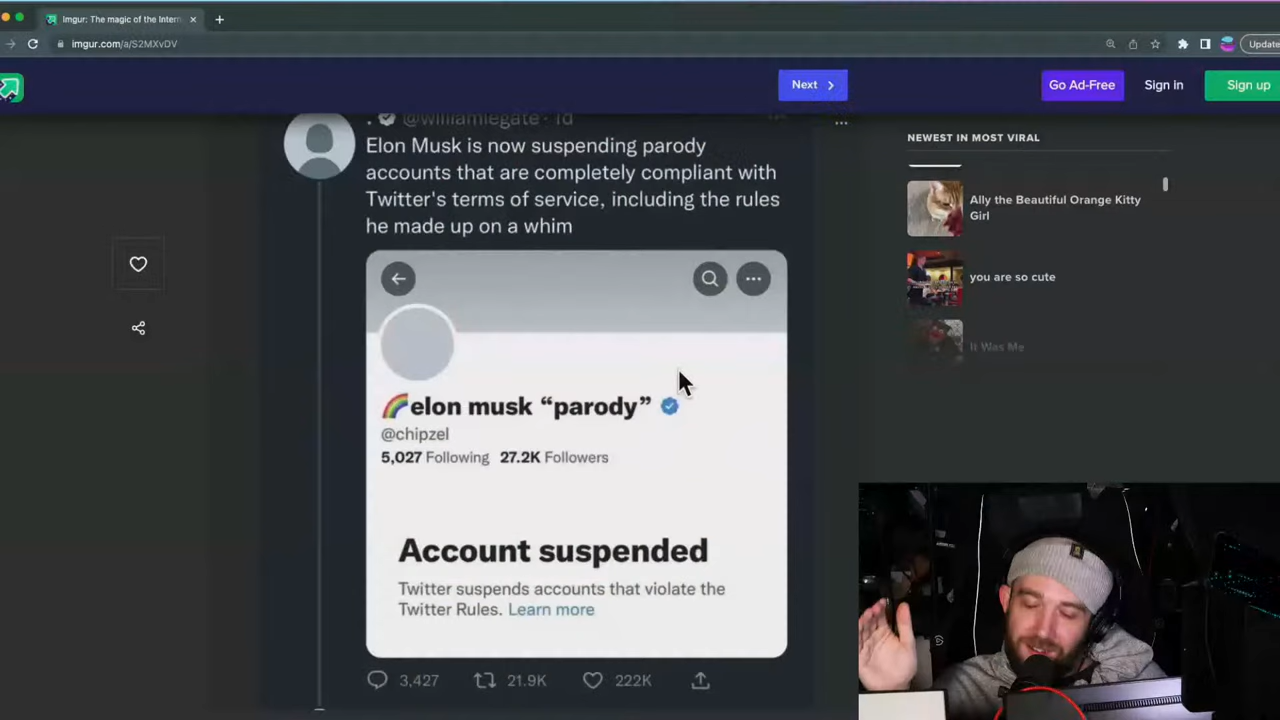 Imgur: The magic of the Intern
imgur.com/a/S2MXvDV
Update
Next
Go Ad-Free
Sign in
Sign up
. @williamlegate · 1d
Elon Musk is now suspending parody
accounts that are completely compliant with
Twitter's terms of service, including the rules
he made up on a whim
elon musk “parody”
@chipzel
5,027 Following 27.2K Followers
Account suspended
Twitter suspends accounts that violate the
Twitter Rules. Learn more
3,427
21.9K
222K
NEWEST IN MOST VIRAL
Ally the Beautiful Orange Kitty
Girl
you are so cute
It Was Me